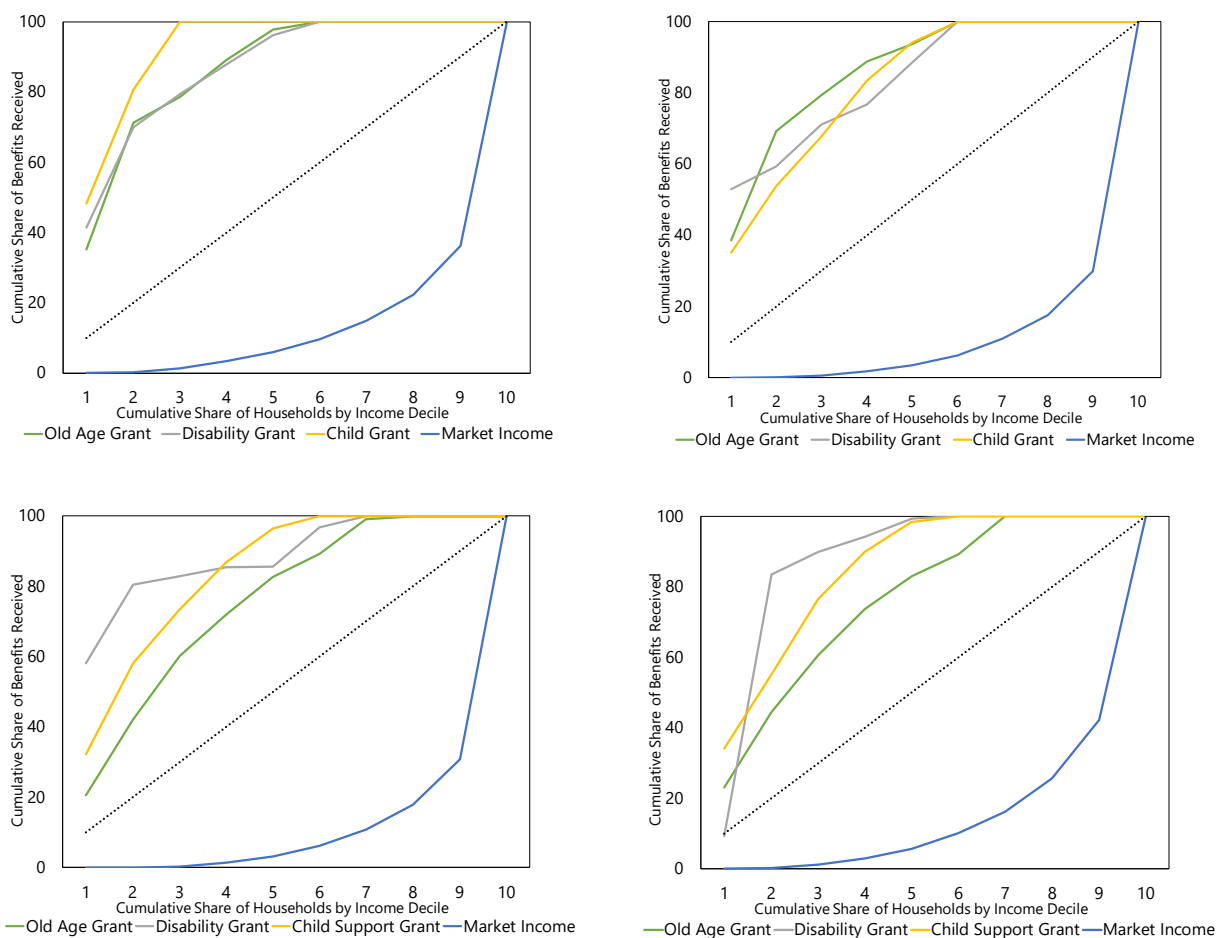 100
80
60
40
20
0
Cumulative Share of Benefits Received
1 2 3 4 5 6 7 8 9 10
Cumulative Share of Households by Income Decile
Old Age Grant Disability Grant Child Grant Market Income
100
80
60
40
20
0
Cumulative Share of Benefits Received
1 2 3 4 5 6 7 8 9 10
Cumulative Share of Households by Income Decile
Old Age Grant Disability Grant Child Grant Market Income
100
80
60
40
20
0
Cumulative Share of Benefits Received
1 2 3 4 5 6 7 8 9 10
Cumulative Share of Households by Income Decile
Old Age Grant Disability Grant Child Support Grant Market Income
100
80
60
40
20
0
Cumulative Share of Benefits Received
1 2 3 4 5 6 7 8 9 10
Cumulative Share of Households by Income Decile
Old Age Grant Disability Grant Child Support Grant Market Income